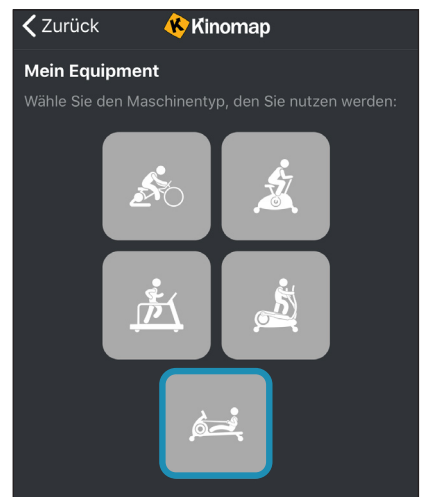 Zurück
Kinomap
Mein Equipment
Wähle Sie den Maschinentyp, den Sie nutzen werden: